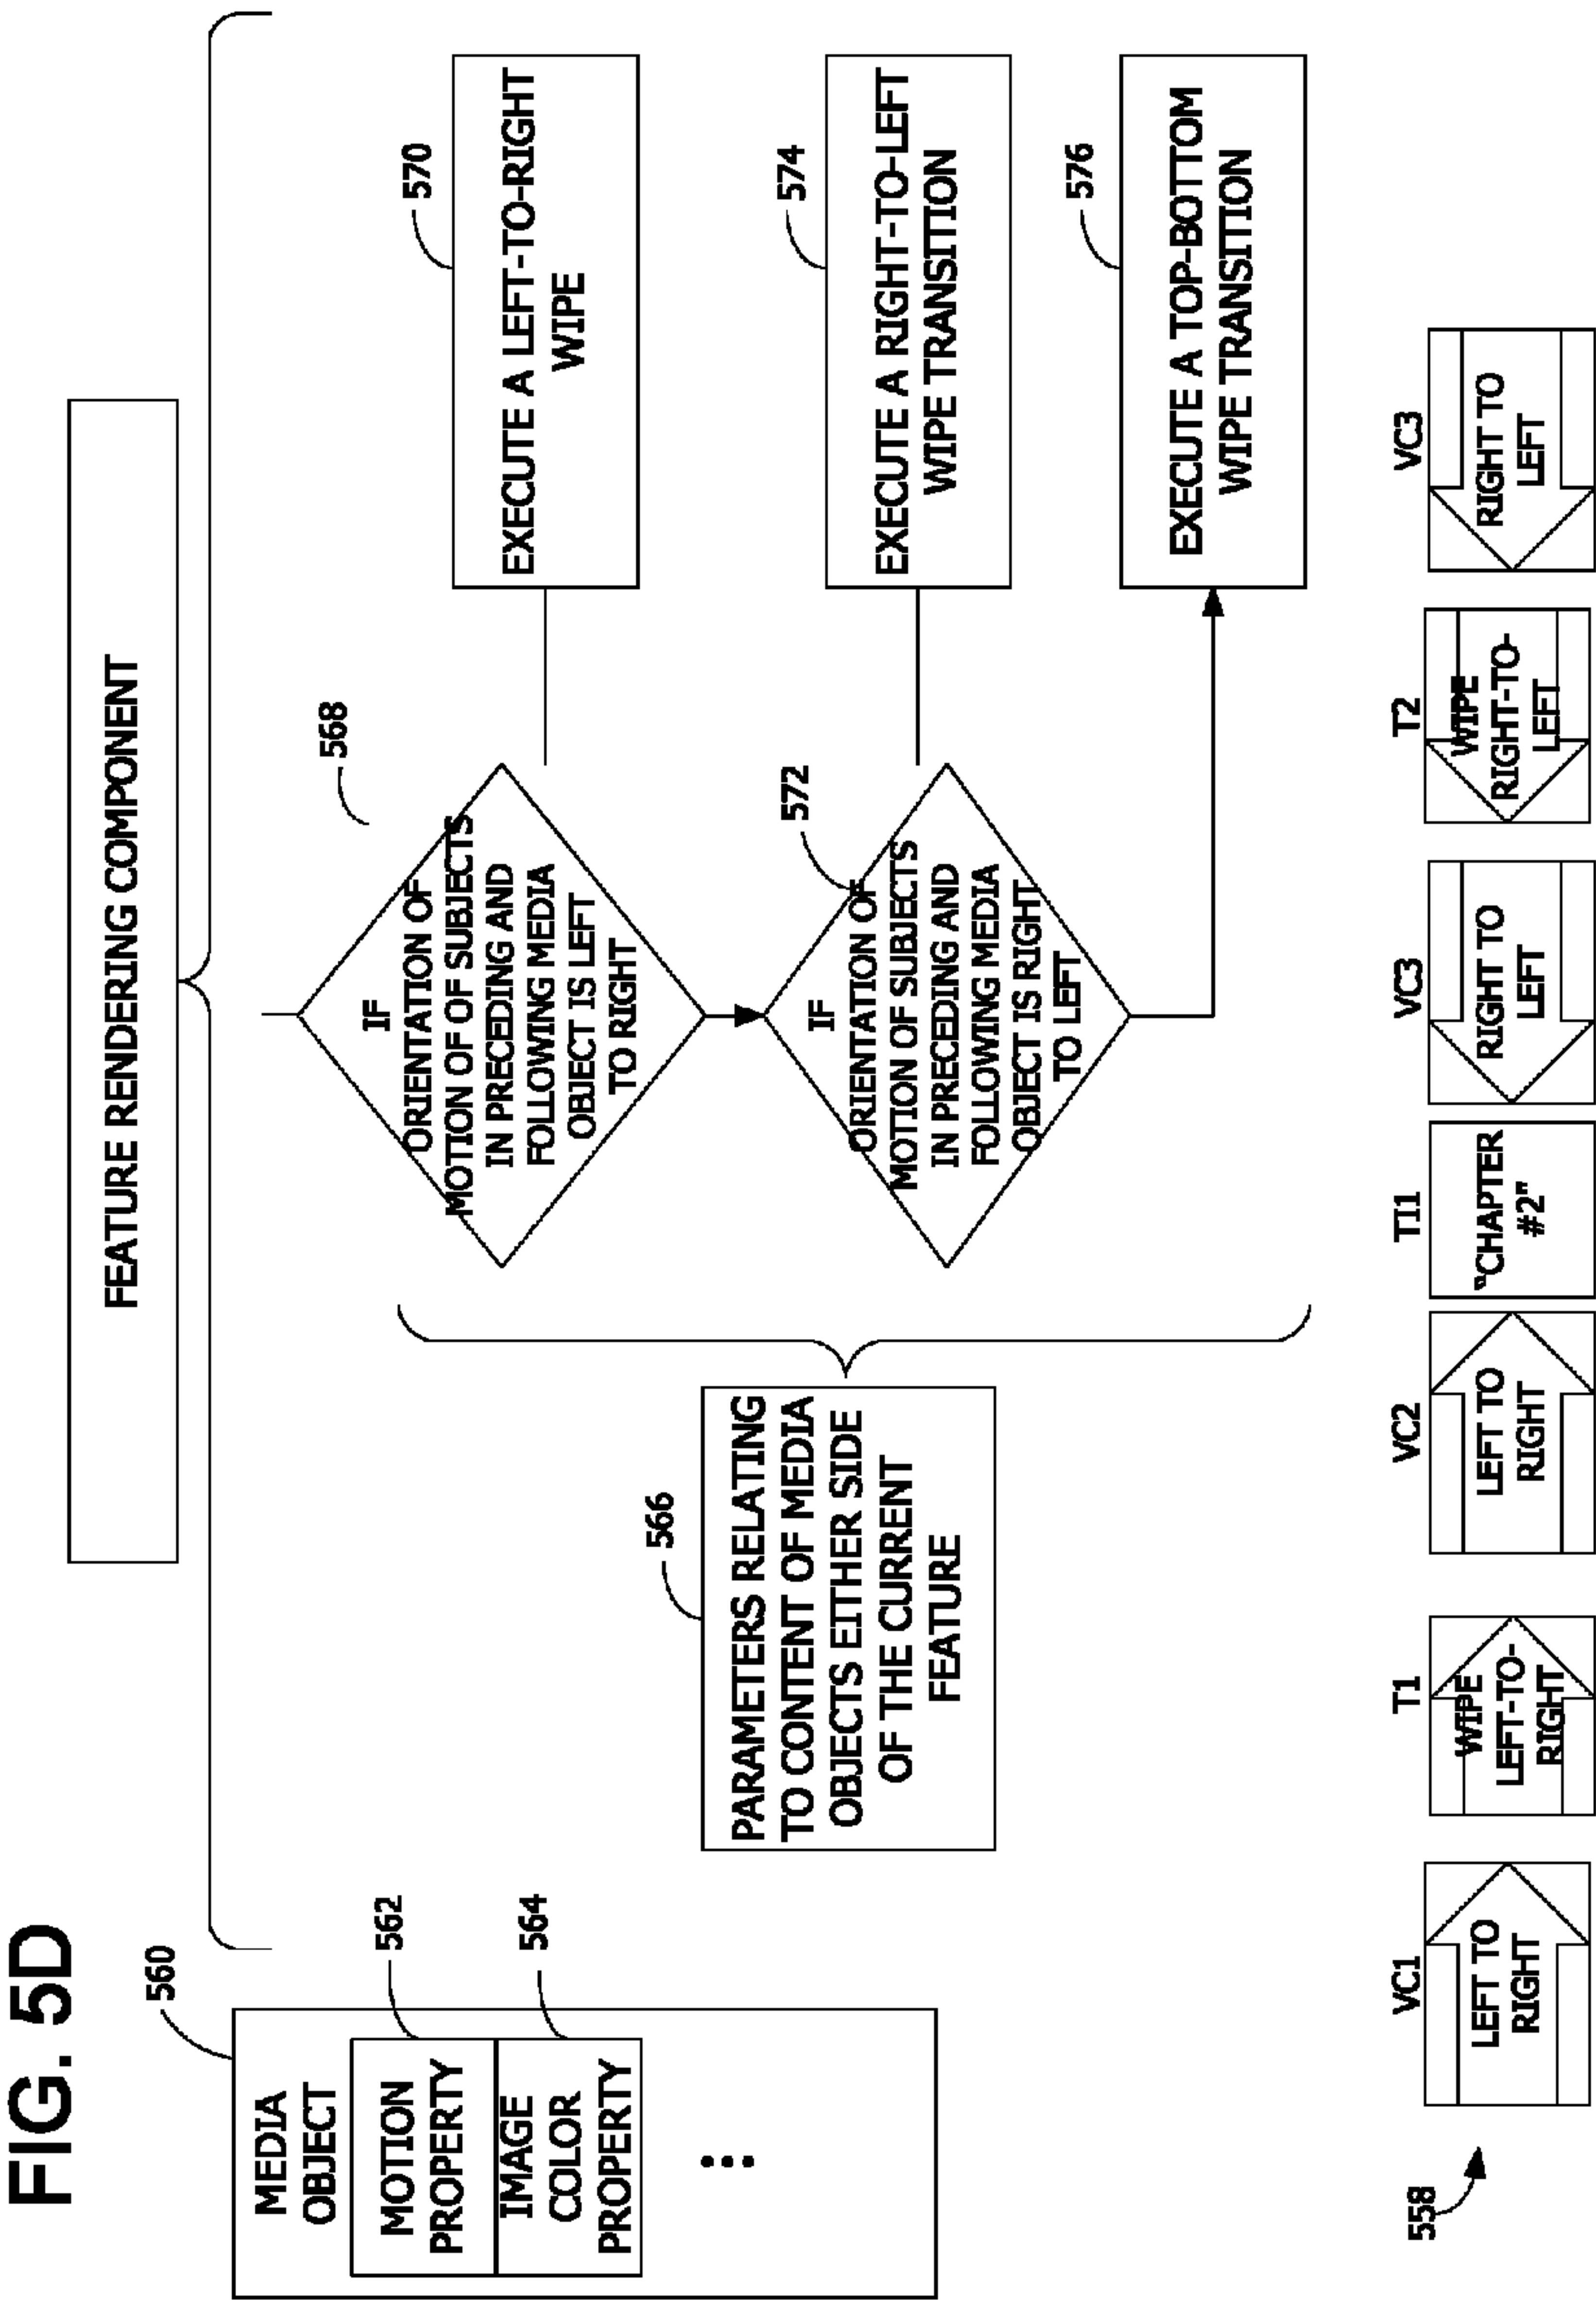 FIG. 5D
FEATURE RENDERING COMPONENT
560
MEDIA
OBJECT
562
MOTION
PROPERTY
564
IMAGE
COLOR
PROPERTY
566
PARAMETERS RELATING
TO CONTENT OF MEDIA
OBJECTS EITHER SIDE
OF THE CURRENT
FEATURE
568
IF
ORIENTATION OF
MOTION OF OF SUBJECTS
IN PRECEDING AND
FOLLOWING MEDIA
OBJECT IS LEFT
TO RIGHT
570
EXECUTE A LEFT-TO-RIGHT
WIPE
572
IF
ORIENTATION OF
MOTION OF SUBJECTS
IN PRECEDING AND
FOLLOWING MEDIA
OBJECT IS RIGHT
TO LEFT
574
EXECUTE A RIGHT-TO-LEFT
WIPE TRANSITION
576
EXECUTE A TOP-BOTTOM
WIPE TRANSITION
558
VC1
LEFT TO
RIGHT
T1
WIPE
LEFT-TO-
RIGHT
VC2
LEFT TO
RIGHT
TI1
“CHAPTER
#2”
VC3
RIGHT TO
LEFT
T2
WIPE
RIGHT-TO-
LEFT
VC3
RIGHT TO
LEFT